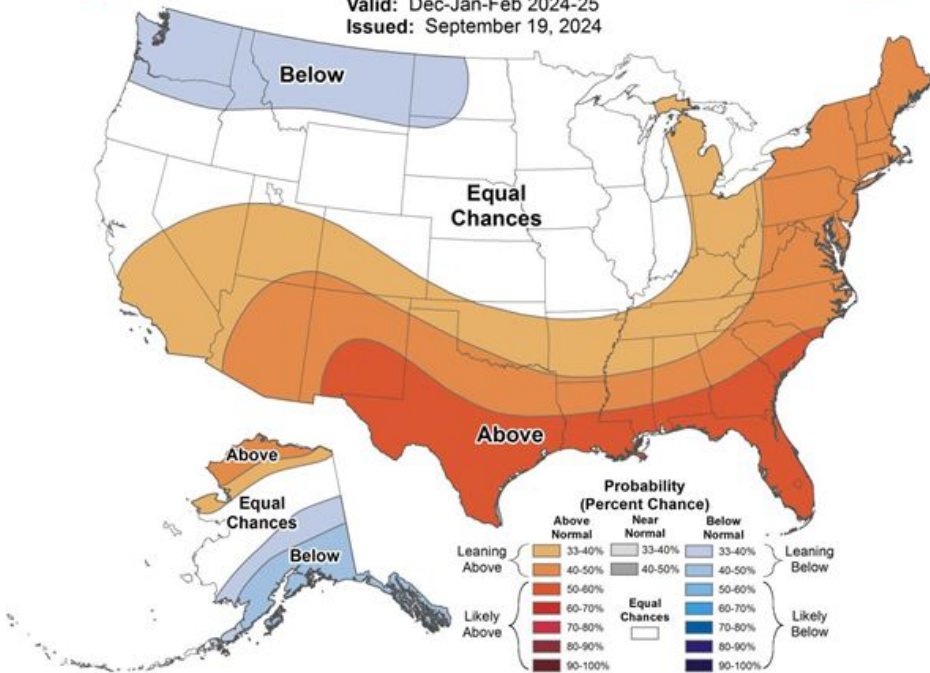 Valid: Dec-Jan-Feb 2024-25
Issued: September 19, 2024
Below
Equal
Chances
Above
Above
Equal
Chances
Below
Probability
(Percent Chance)
Above
Normal
Near
Normal
Below
Normal
Leaning
Above
33-40%
33-40%
33-40%
Leaning
Below
40-50%
40-50%
40-50%
Likely
Above
50-60%
50-60%
Likely
Below
60-70%
Equal
Chances
60-70%
70-80%
70-80%
80-90%
80-90%
90-100%
90-100%